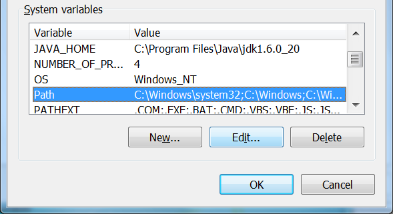 System variables
Variable Value
JAVA_HOME C:\Program Files\Java\jdk1.6.0_20
NUMBER_OF_PR... 4
OS Windows_NT
Path C:\Windows\system32;C:\Windows;C:\Wi...
PATHEXT .COM;.EXE;.BAT;.CMD;.VBS;.VBE;.JS;.JS...
New... Edit... Delete
OK Cancel